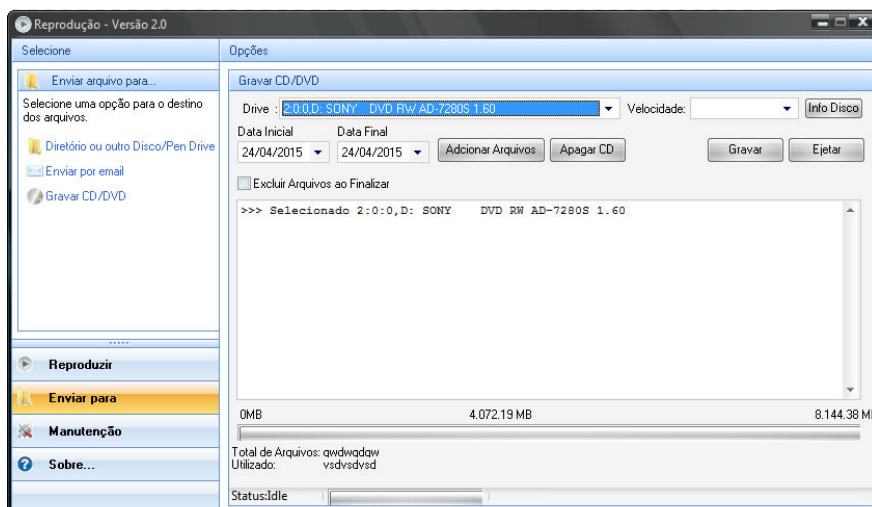 Reprodução - Versão 2.0
Selecione
Enviar arquivo para...
Selecione uma opção para o destino
dos arquivos.
Diretório ou outro Disco/Pen Drive
Enviar por email
Gravar CD/DVD
Reproduzir
Enviar para
Manutenção
Sobre...
Opções
Gravar CD/DVD
Drive : 2:0:0,D: SONY DVD RW AD-7280S 1.60 Velocidade: Info Disco
Data Inicial Data Final
24/04/2015 24/04/2015 Adcionar Arquivos Apagar CD Gravar Ejetar
Excluir Arquivos ao Finalizar
>>> Selecionado 2:0:0,D: SONY DVD RW AD-7280S 1.60
0MB 4.072.19 MB 8.144.38 M
Total de Arquivos: qwdwqdqw
Utilizado: vsdvsdvsd
Status:Idle